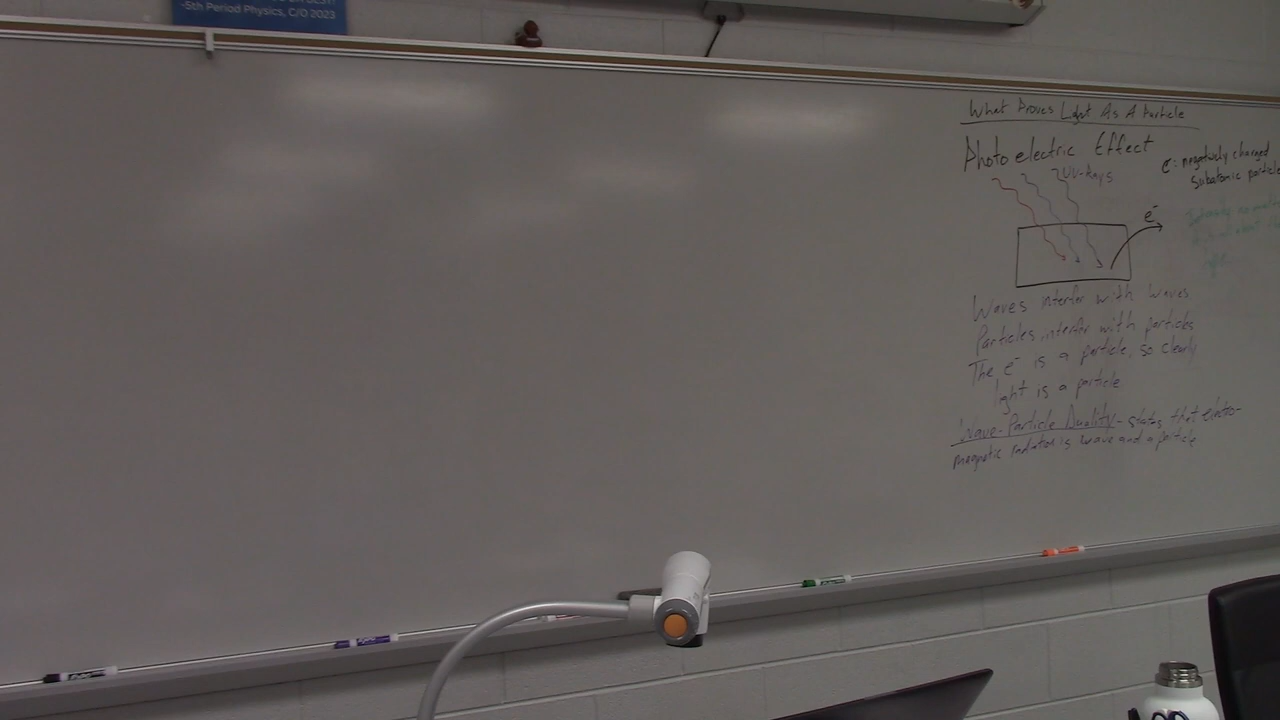 -5th Period Physics, C/O 2023
What Proves Light As A Particle
Photoelectric Effect
e⁻: negatively charged
subatomic particle
UV-Rays
e⁻
Waves interfer with waves
Particles interfer with particles
The e⁻ is a particle, so clearly
light is a particle
Wave-Particle Duality - states that electro-
magnetic radiation is wave and a particle